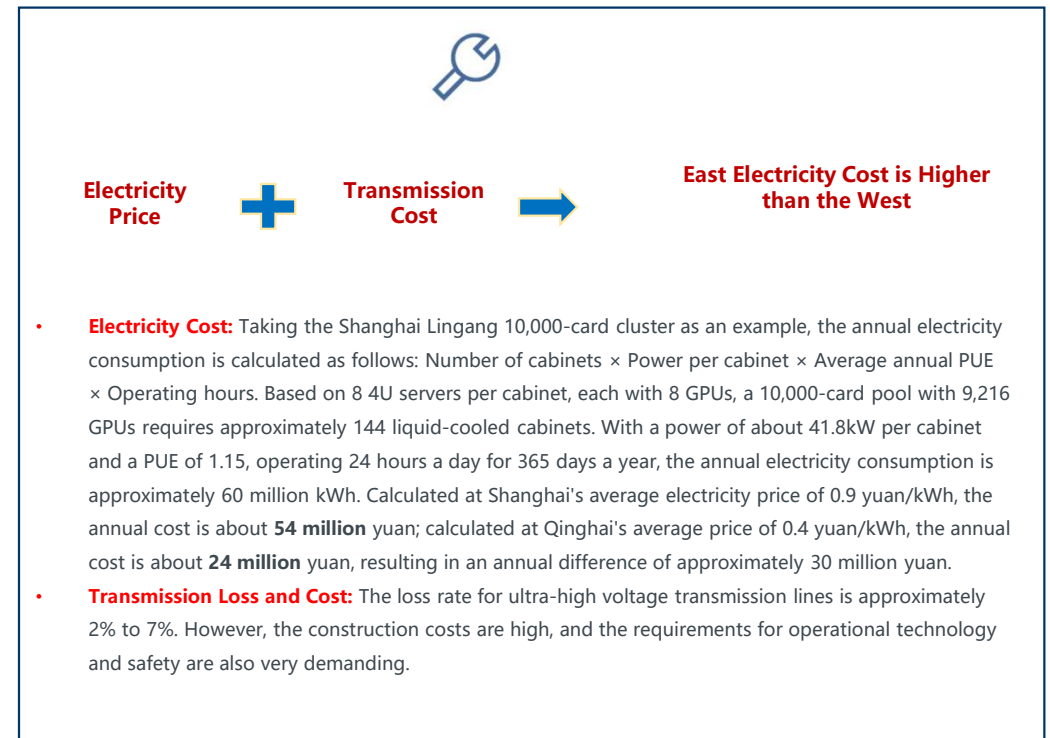 Electricity
Price
Transmission
Cost
East Electricity Cost is Higher
than the West
• Electricity Cost: Taking the Shanghai Lingang 10,000-card cluster as an example, the annual electricity
consumption is calculated as follows: Number of cabinets × Power per cabinet × Average annual PUE
× Operating hours. Based on 8 4U servers per cabinet, each with 8 GPUs, a 10,000-card pool with 9,216
GPUs requires approximately 144 liquid-cooled cabinets. With a power of about 41.8kW per cabinet
and a PUE of 1.15, operating 24 hours a day for 365 days a year, the annual electricity consumption is
approximately 60 million kWh. Calculated at Shanghai's average electricity price of 0.9 yuan/kWh, the
annual cost is about 54 million yuan; calculated at Qinghai's average price of 0.4 yuan/kWh, the annual
cost is about 24 million yuan, resulting in an annual difference of approximately 30 million yuan.
• Transmission Loss and Cost: The loss rate for ultra-high voltage transmission lines is approximately
2% to 7%. However, the construction costs are high, and the requirements for operational technology
and safety are also very demanding.